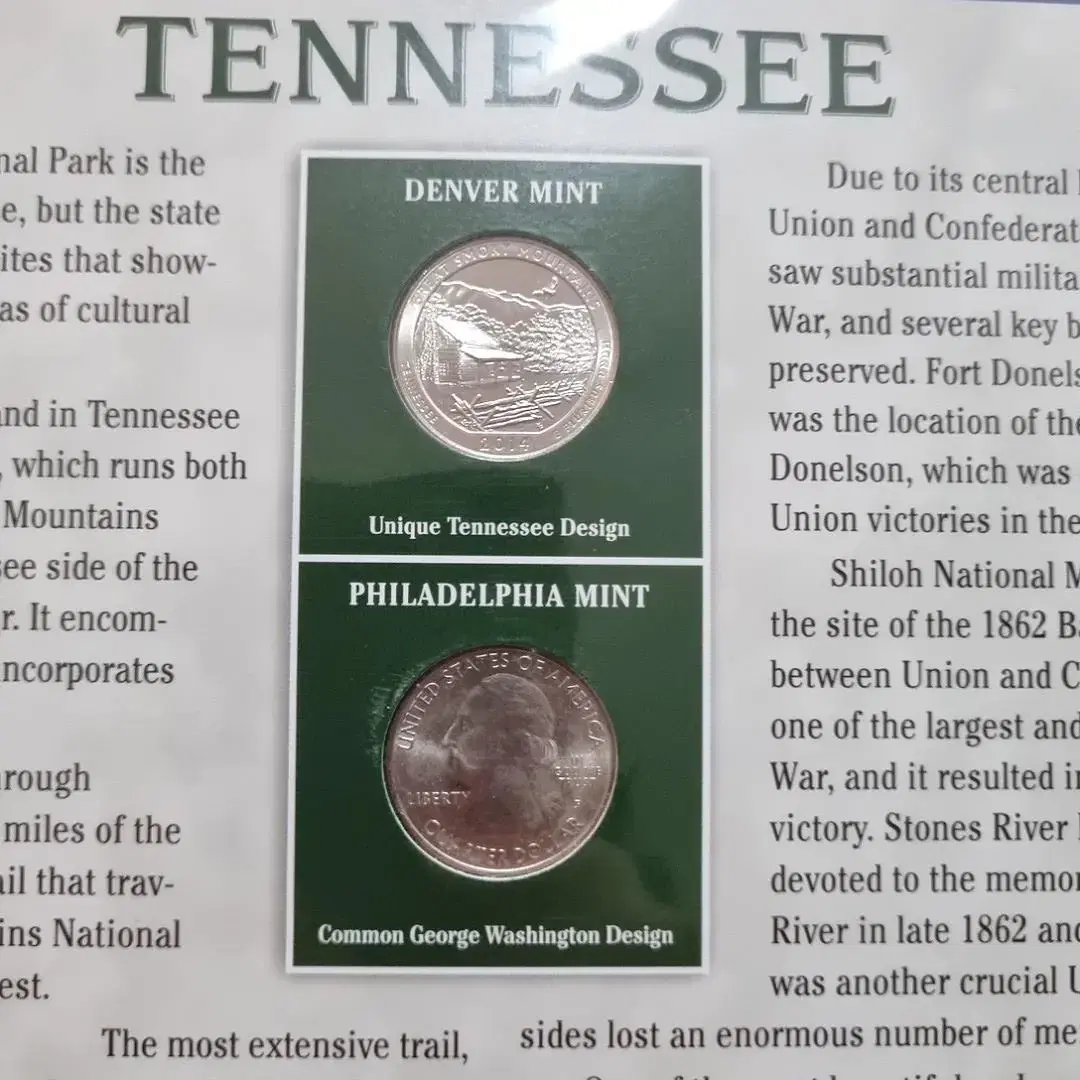 TENNESSEE
nal Park is the
e, but the state
ites that show-
as of cultural
nd in Tennessee
, which runs both
Mountains
see side of the
r. It encom-
ncorporates
rough
miles of the
il that trav-
ins National
est.
The most extensive trail,
DENVER MINT
GREAT SMOKY MOUNTAINS
TENNESSEE
2014
E PLURIBUS UNUM
Unique Tennessee Design
PHILADELPHIA MINT
UNITED STATES OF AMERICA
LIBERTY
P
QUARTER DOLLAR
Common George Washington Design
Due to its central
Union and Confederat
saw substantial milita
War, and several key b
preserved. Fort Donels
was the location of the
Donelson, which was
Union victories in the
Shiloh National M
the site of the 1862 Ba
between Union and C
one of the largest and
War, and it resulted in
victory. Stones River
devoted to the memor
River in late 1862 and
was another crucial U
sides lost an enormous number of me